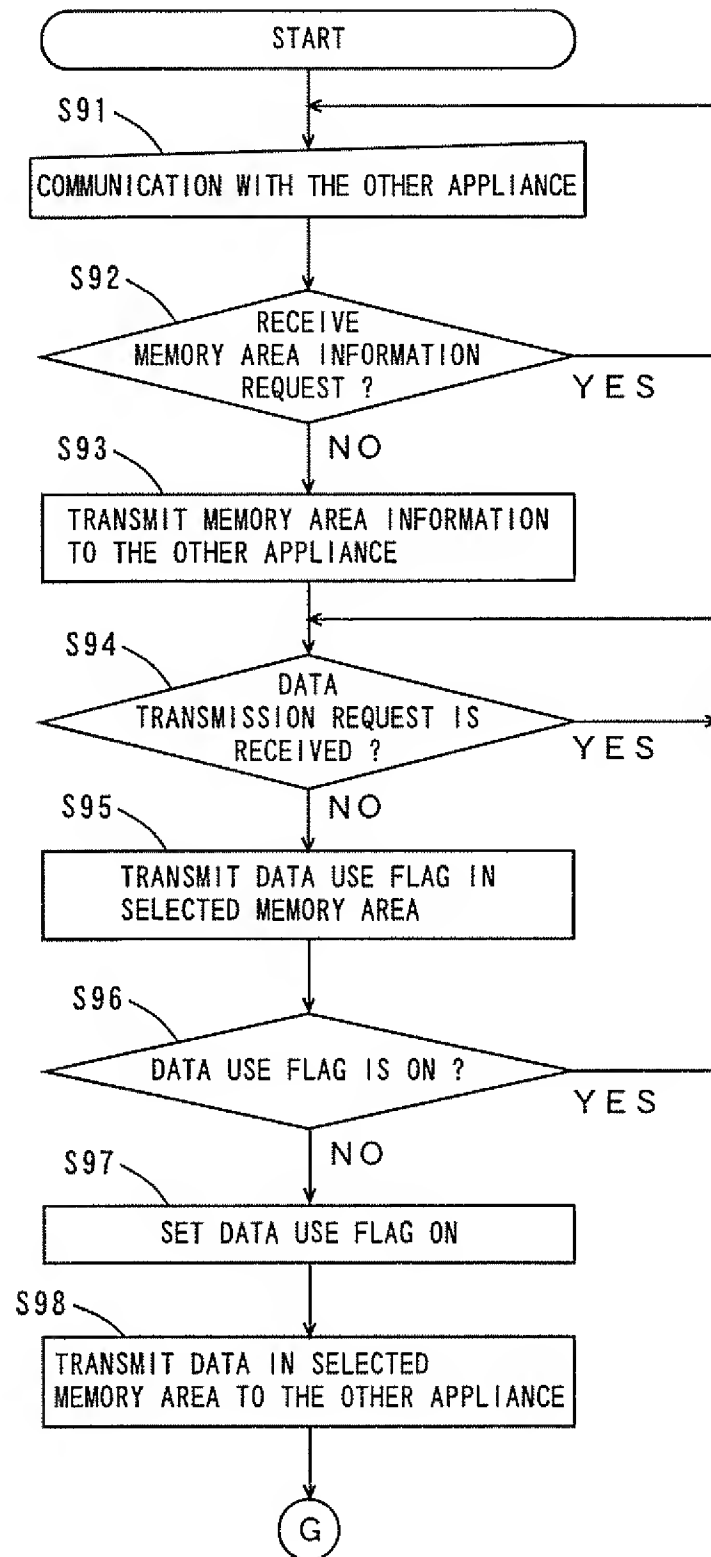 START
S91
COMMUNICATION WITH THE OTHER APPLIANCE
S92
RECEIVE
MEMORY AREA INFORMATION
REQUEST ?
YES
NO
S93
TRANSMIT MEMORY AREA INFORMATION
TO THE OTHER APPLIANCE
S94
DATA
TRANSMISSION REQUEST IS
RECEIVED ?
YES
NO
S95
TRANSMIT DATA USE FLAG IN
SELECTED MEMORY AREA
S96
DATA USE FLAG IS ON ?
YES
NO
S97
SET DATA USE FLAG ON
S98
TRANSMIT DATA IN SELECTED
MEMORY AREA TO THE OTHER APPLIANCE
G